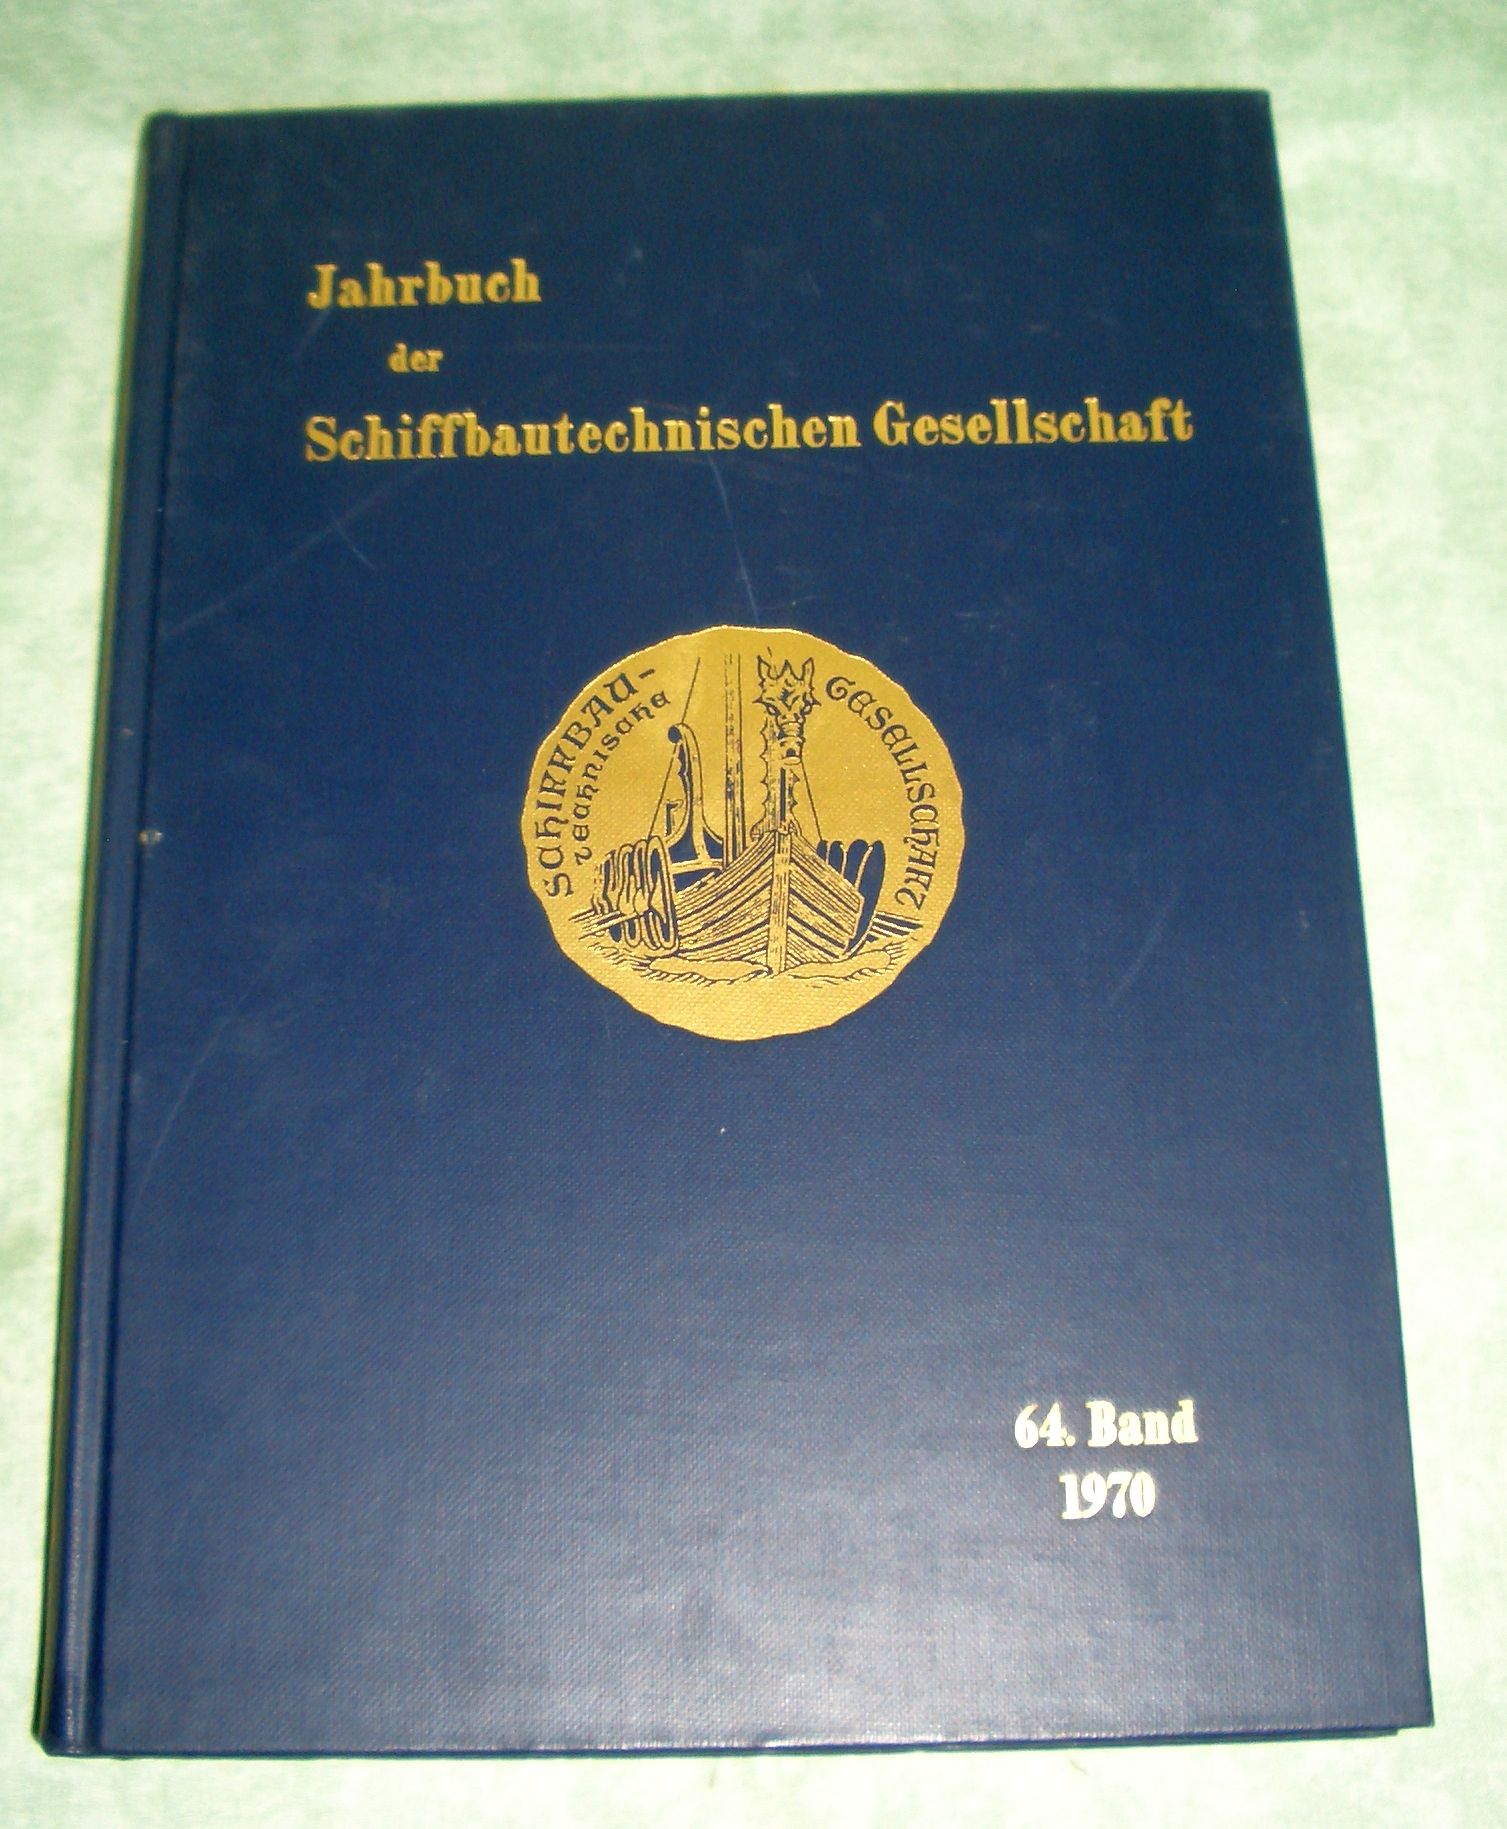 Jahrbuch
der
Schiffbautechnischen Gesellschaft
SCHIFFBAU-
TECHNISCHE
GESELLSCHAFT
64. Band
1970